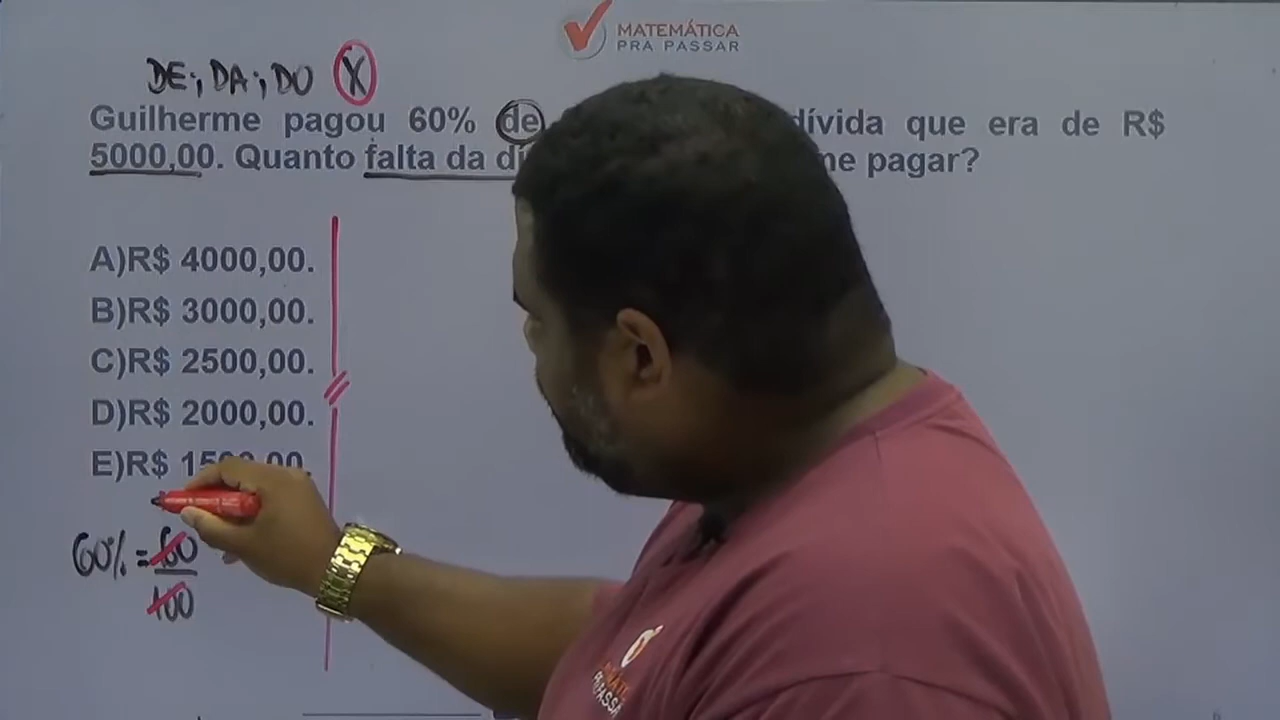 MATEMÁTICA
PRA PASSAR
DE; DA; DO X
Guilherme pagou 60% de dívida que era de R$
5000,00. Quanto falta da pagar?
A)R$ 4000,00.
B)R$ 3000,00.
C)R$ 2500,00.
D)R$ 2000,00.
E)R$
60% = 60
100